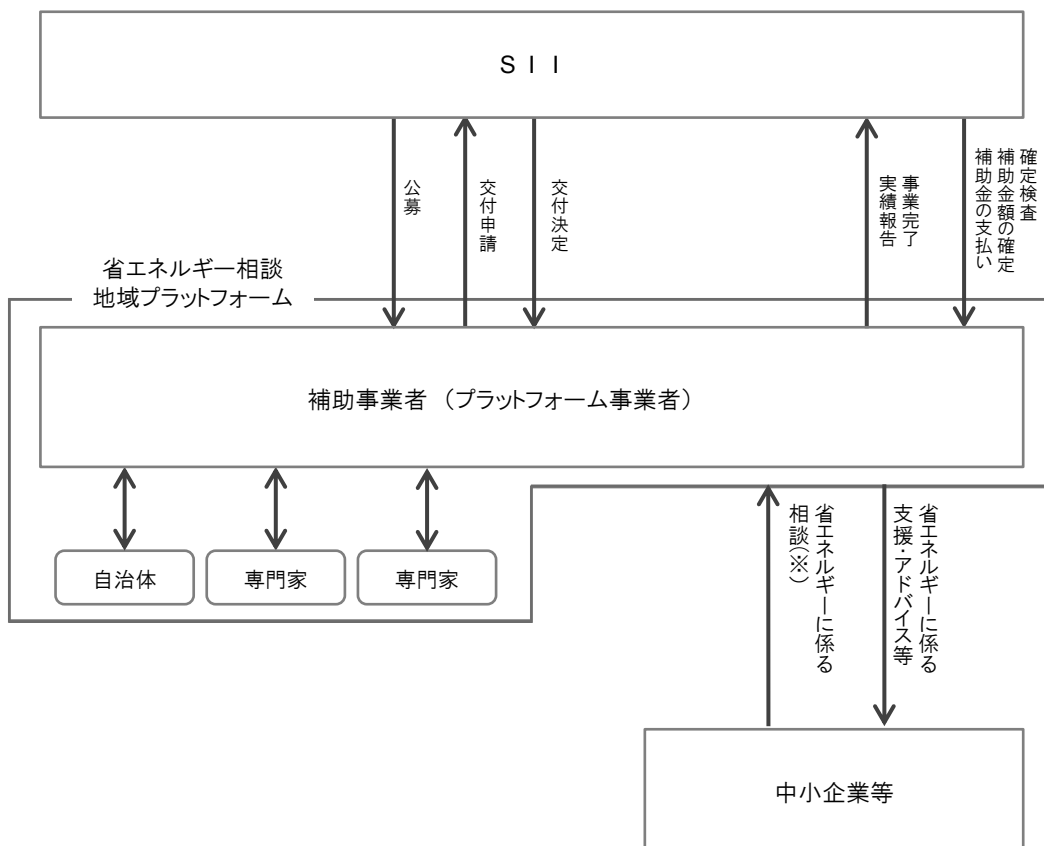 ＳＩＩ
公募
交付申請
交付決定
事業完了
実績報告
確定検査
補助金額の確定
補助金の支払い
省エネルギー相談
地域プラットフォーム
補助事業者　（プラットフォーム事業者）
自治体
専門家
専門家
省エネルギーに係る
相談（※）
省エネルギーに係る
支援・アドバイス等
中小企業等